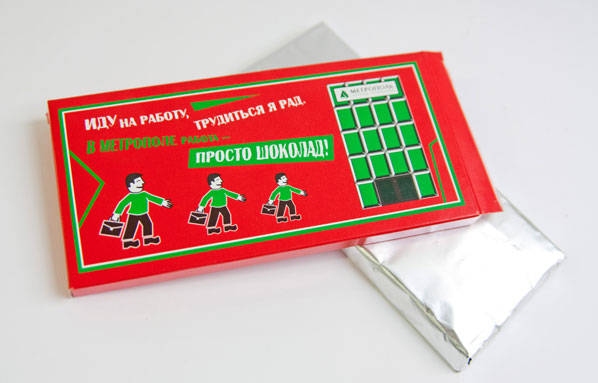 МЕТРОПОЛЬ
ИДУ НА РАБОТУ,
ТРУДИТЬСЯ Я РАД.
В МЕТРОПОЛЕ РАБОТА ...
ПРОСТО ШОКОЛАД!